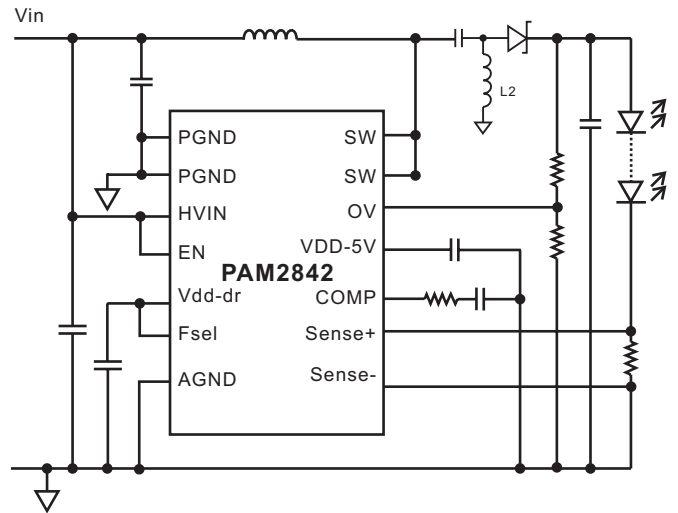 Vin
L2
PGND
SW
PGND
SW
HVIN
OV
EN
VDD-5V
PAM2842
Vdd-dr
COMP
Fsel
Sense+
AGND
Sense-